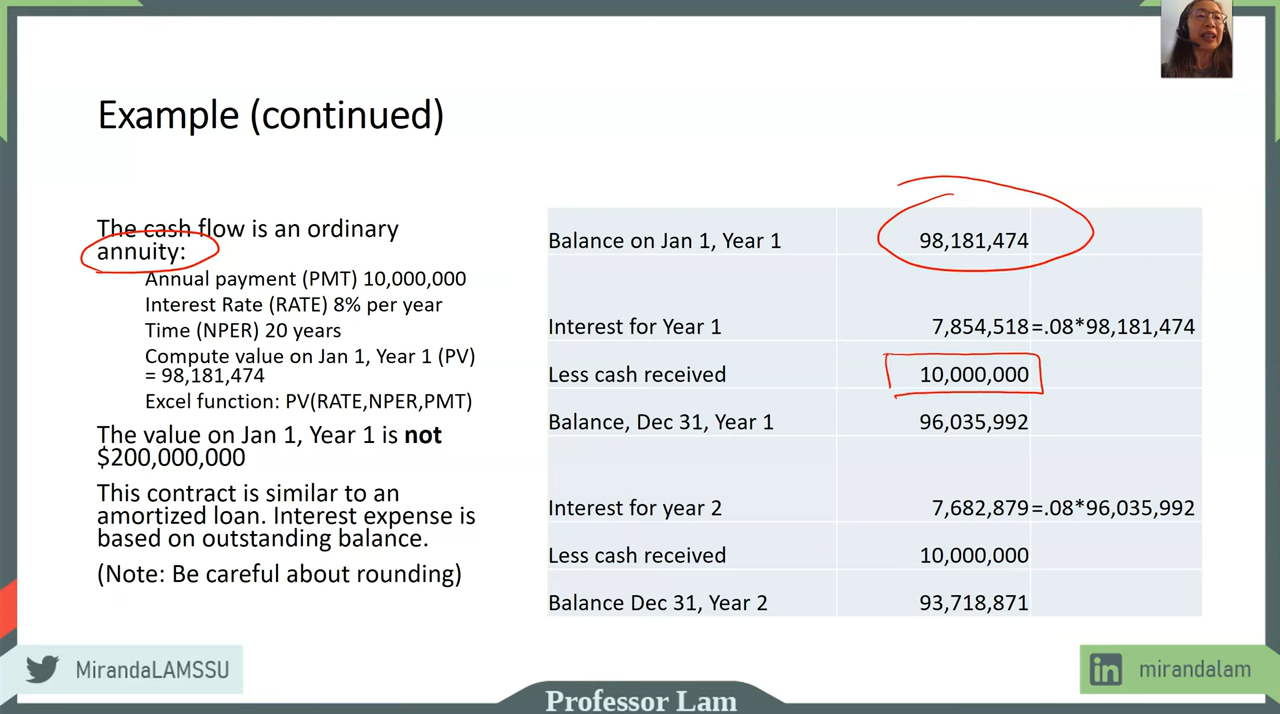 Example (continued)
The cash flow is an ordinary
annuity:
Annual payment (PMT) 10,000,000
Interest Rate (RATE) 8% per year
Time (NPER) 20 years
Compute value on Jan 1, Year 1 (PV)
= 98,181,474
Excel function: PV(RATE,NPER,PMT)
The value on Jan 1, Year 1 is not
$200,000,000
This contract is similar to an
amortized loan. Interest expense is
based on outstanding balance.
(Note: Be careful about rounding)
Balance on Jan 1, Year 1 98,181,474
Interest for Year 1 7,854,518 =.08*98,181,474
Less cash received 10,000,000
Balance, Dec 31, Year 1 96,035,992
Interest for year 2 7,682,879 =.08*96,035,992
Less cash received 10,000,000
Balance Dec 31, Year 2 93,718,871
MirandaLAMSSU
Professor Lam
in mirandalam